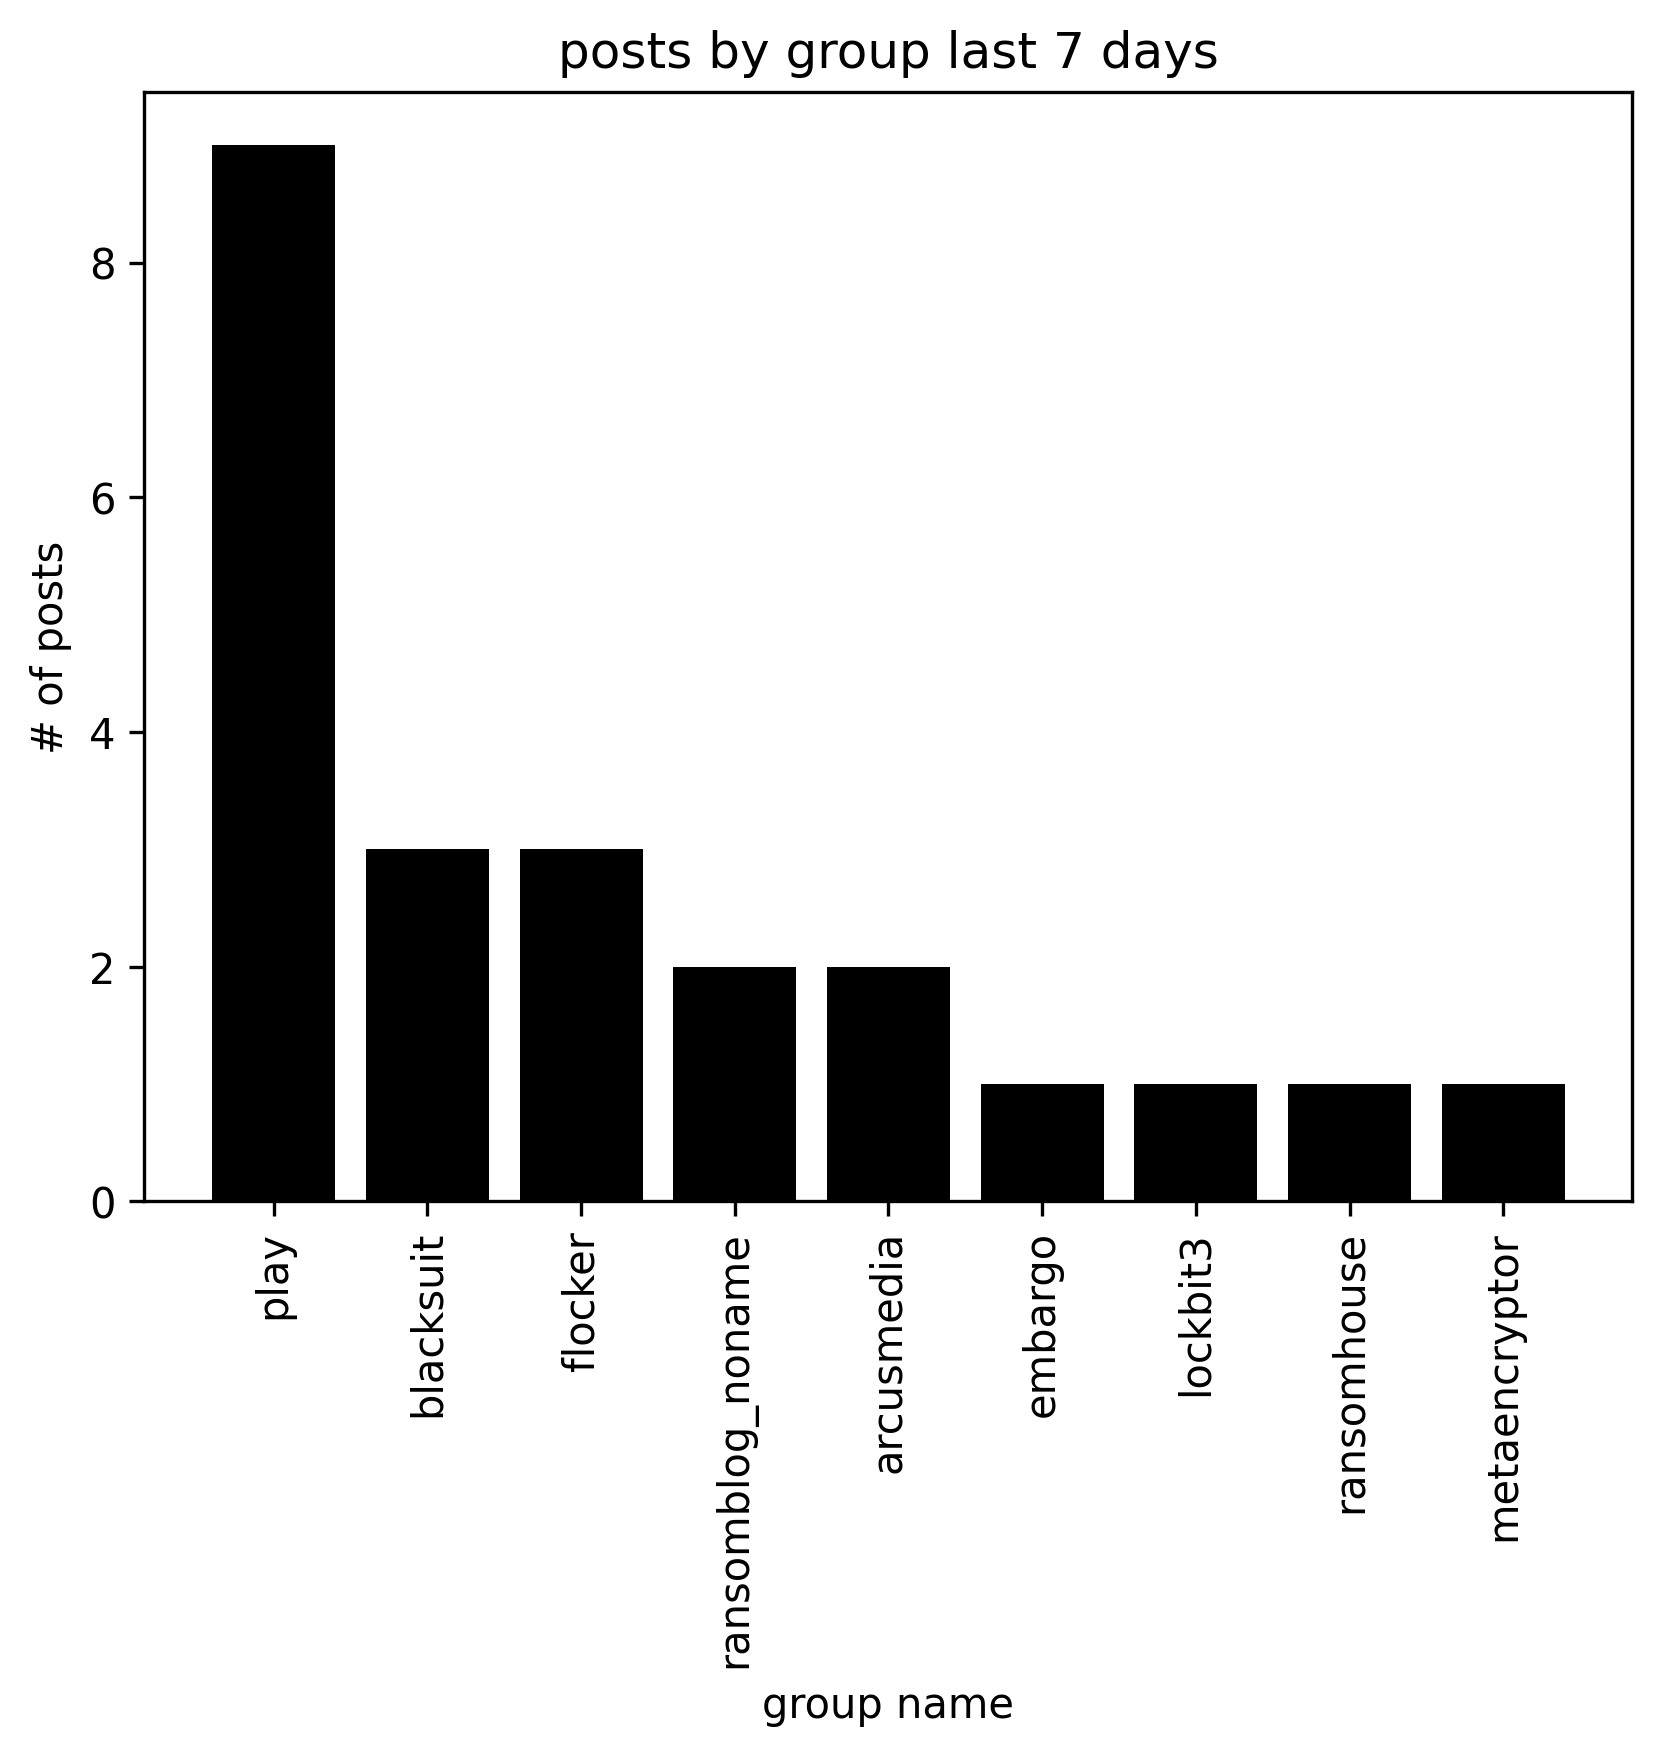 posts by group last 7 days
# of posts
8
6
4
2
0
play
blacksuit
flocker
ransomblog_noname
arcusmedia
embargo
lockbit3
ransomhouse
metaencryptor
group name